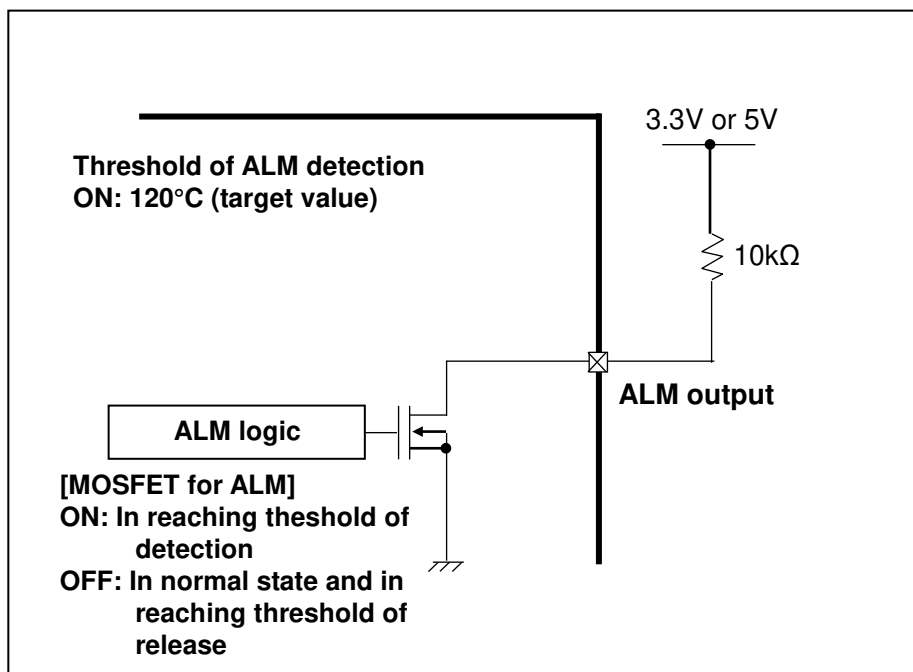 3.3V or 5V
Threshold of ALM detection
ON: 120°C (target value)
10kΩ
ALM output
ALM logic
[MOSFET for ALM]
ON: In reaching theshold of
detection
OFF: In normal state and in
reaching threshold of
release